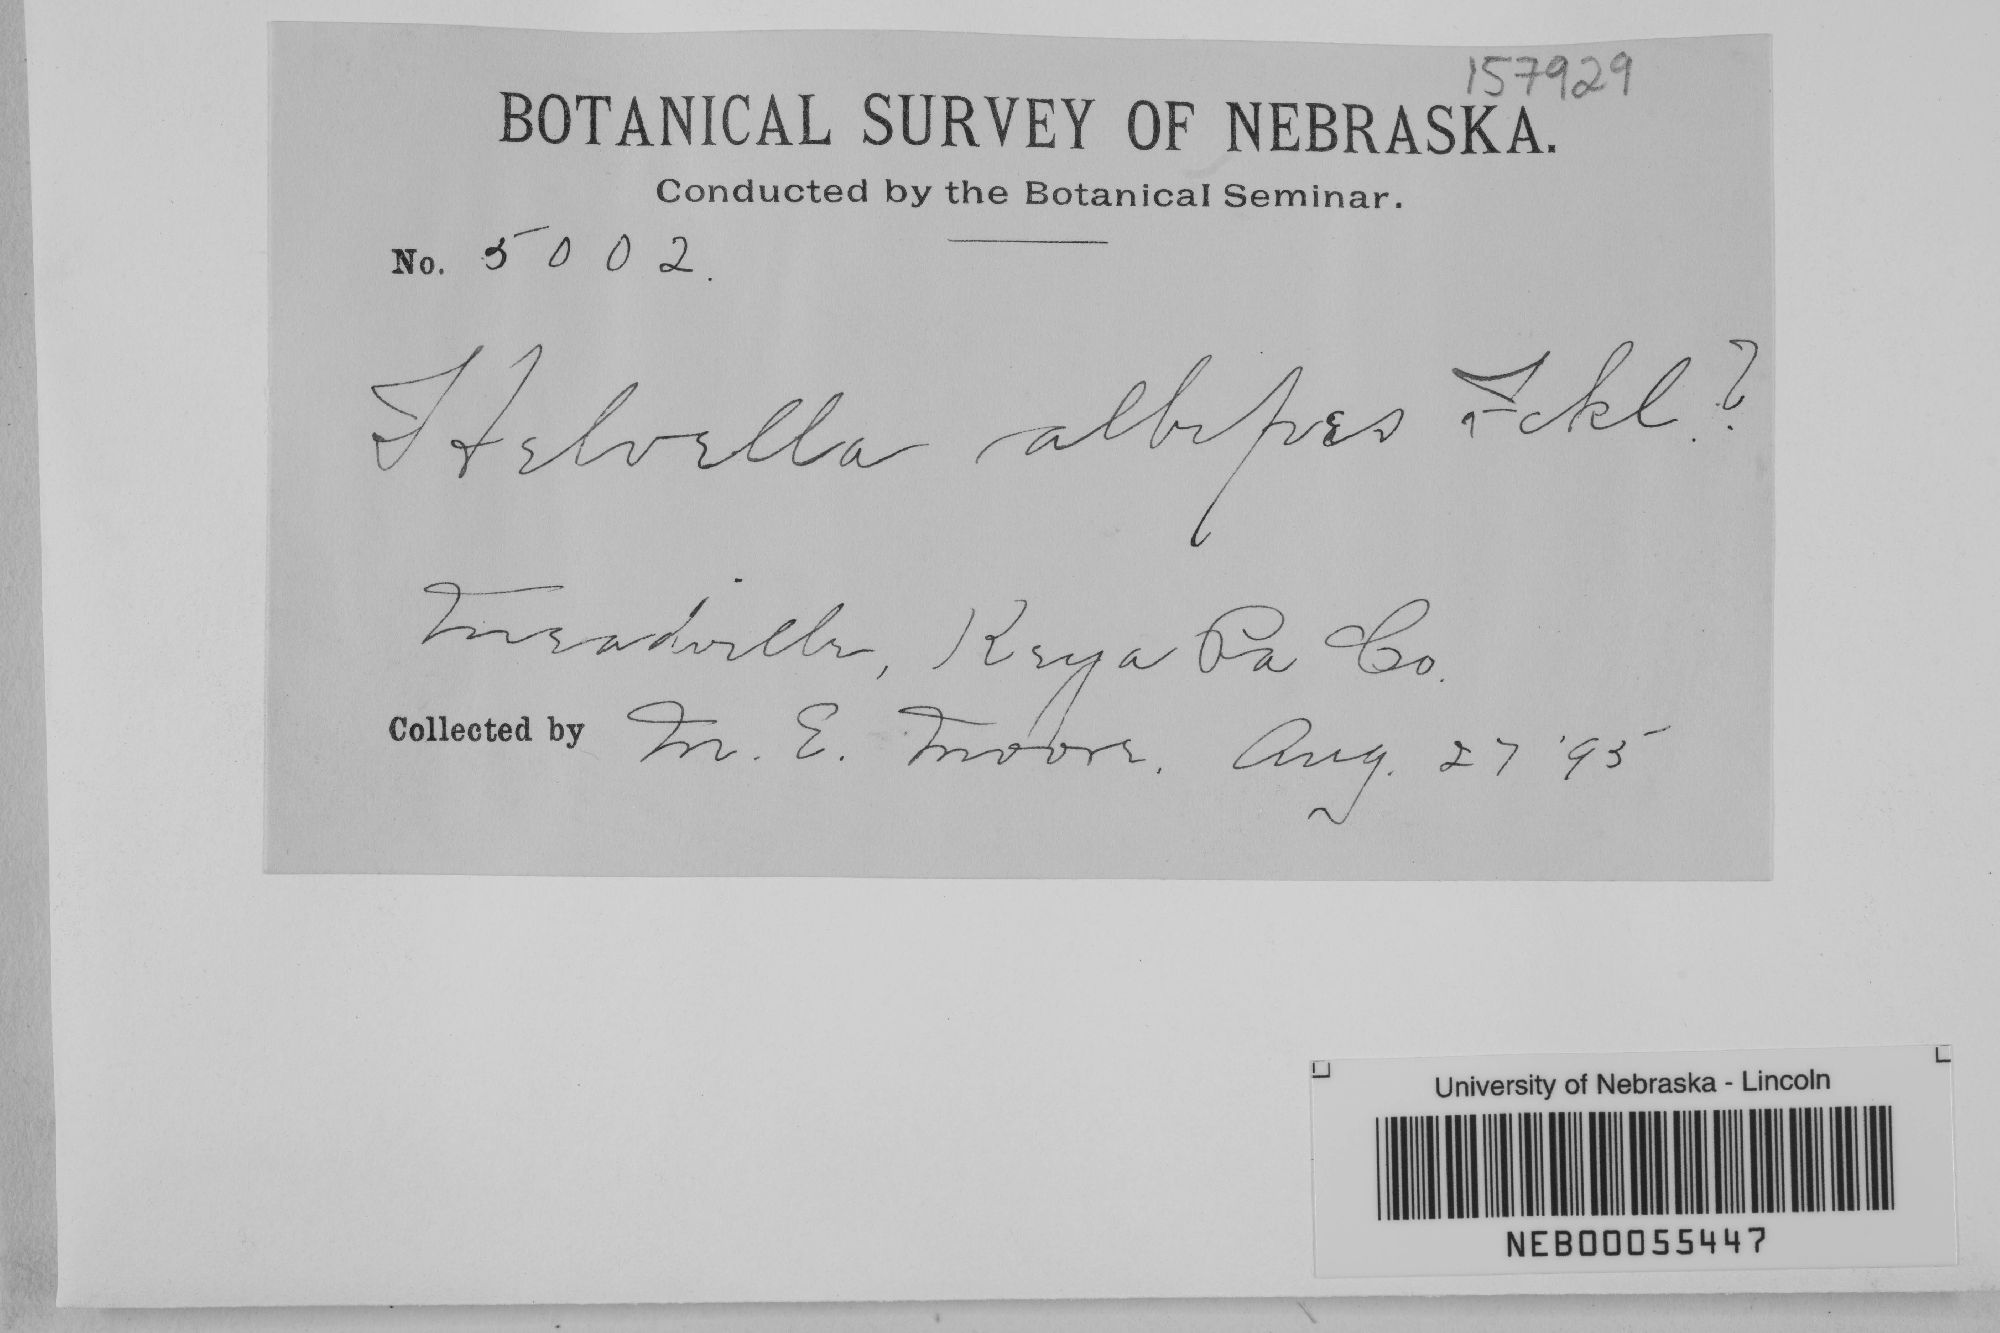 157929
BOTANICAL SURVEY OF NEBRASKA.
Conducted by the Botanical Seminar.
No. 5002.
Helvella albipes Fckl.?
Meadville, Keya Pa Co.
Collected by M. E. Moore. Aug. 27 '95
University of Nebraska - Lincoln
NEB00055447